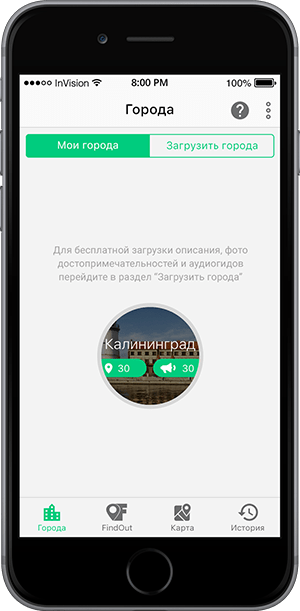 ●●●○○ InVision 8:00 PM 100%
Города
?
Мои города Загрузить города
Для бесплатной загрузки описания, фото
достопримечательностей и аудиогидов
перейдите в раздел “Загрузить города”
Калининград
30 30
Города FindOut Карта История